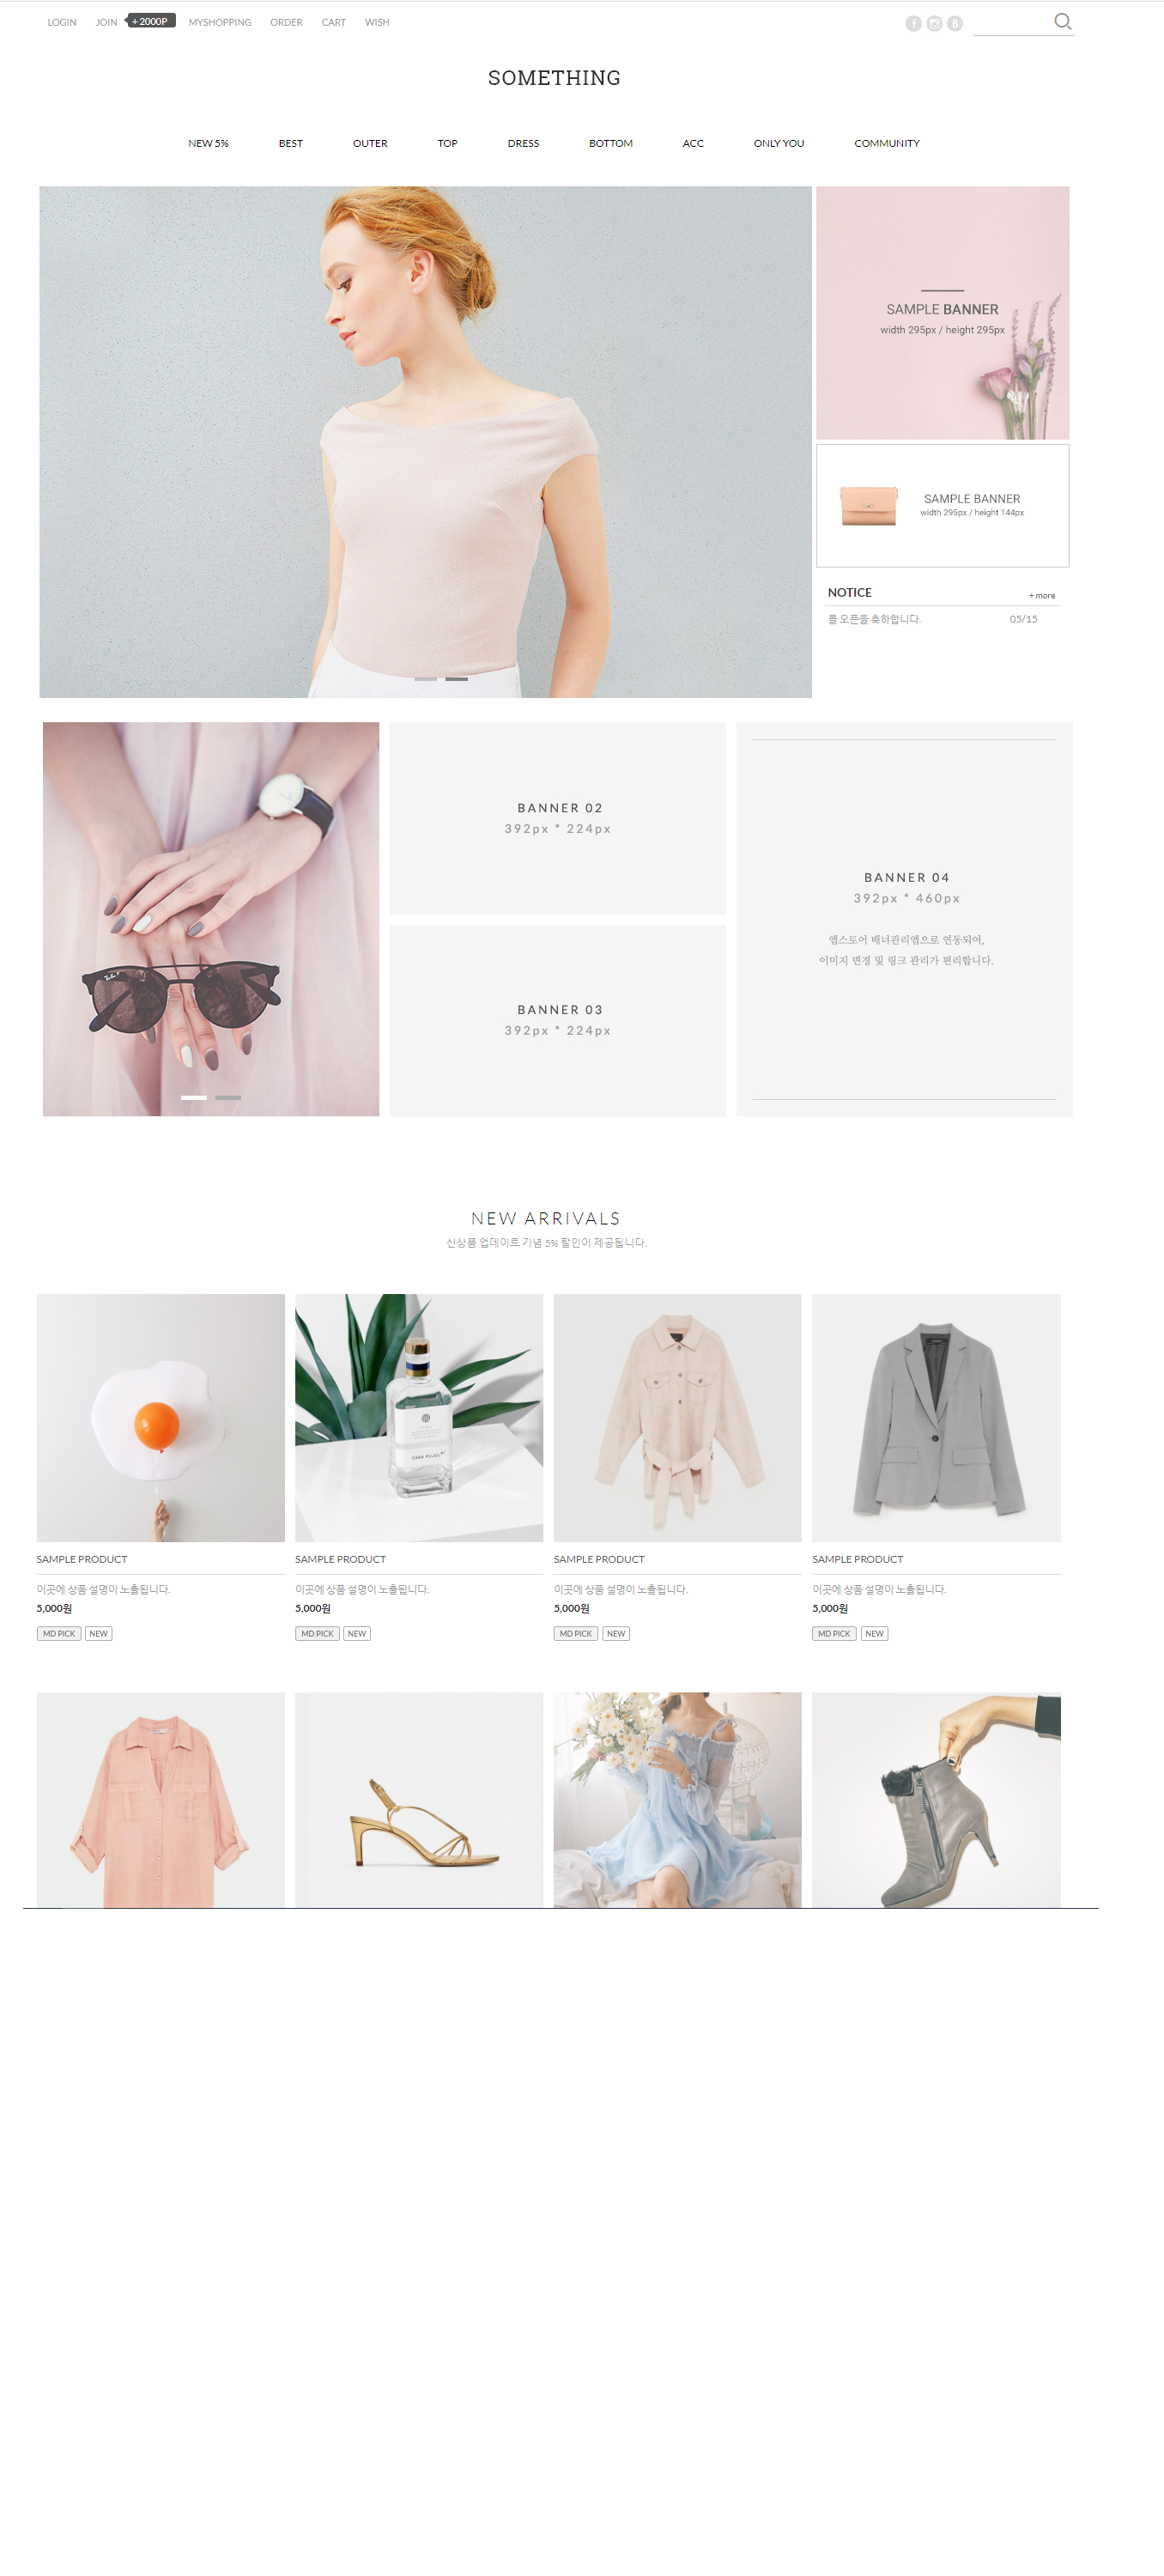 LOGIN JOIN + 2000P MYSHOPPING ORDER CART WISH
SOMETHING
NEW 5% BEST OUTER TOP DRESS BOTTOM ACC ONLY YOU COMMUNITY
SAMPLE BANNER
width 295px / height 295px
SAMPLE BANNER
width 295px / height 144px
NOTICE + more
몰 오픈을 축하합니다. 05/15
BANNER 02
392px * 224px
BANNER 03
392px * 224px
BANNER 04
392px * 460px
앱스토어 배너관리앱으로 연동되어,
이미지 변경 및 링크 관리가 편리합니다.
NEW ARRIVALS
신상품 업데이트 기념 5% 할인이 제공됩니다.
SAMPLE PRODUCT SAMPLE PRODUCT SAMPLE PRODUCT SAMPLE PRODUCT
이곳에 상품 설명이 노출됩니다. 이곳에 상품 설명이 노출됩니다. 이곳에 상품 설명이 노출됩니다. 이곳에 상품 설명이 노출됩니다.
5,000원 5,000원 5,000원 5,000원
MD PICK NEW MD PICK NEW MD PICK NEW MD PICK NEW